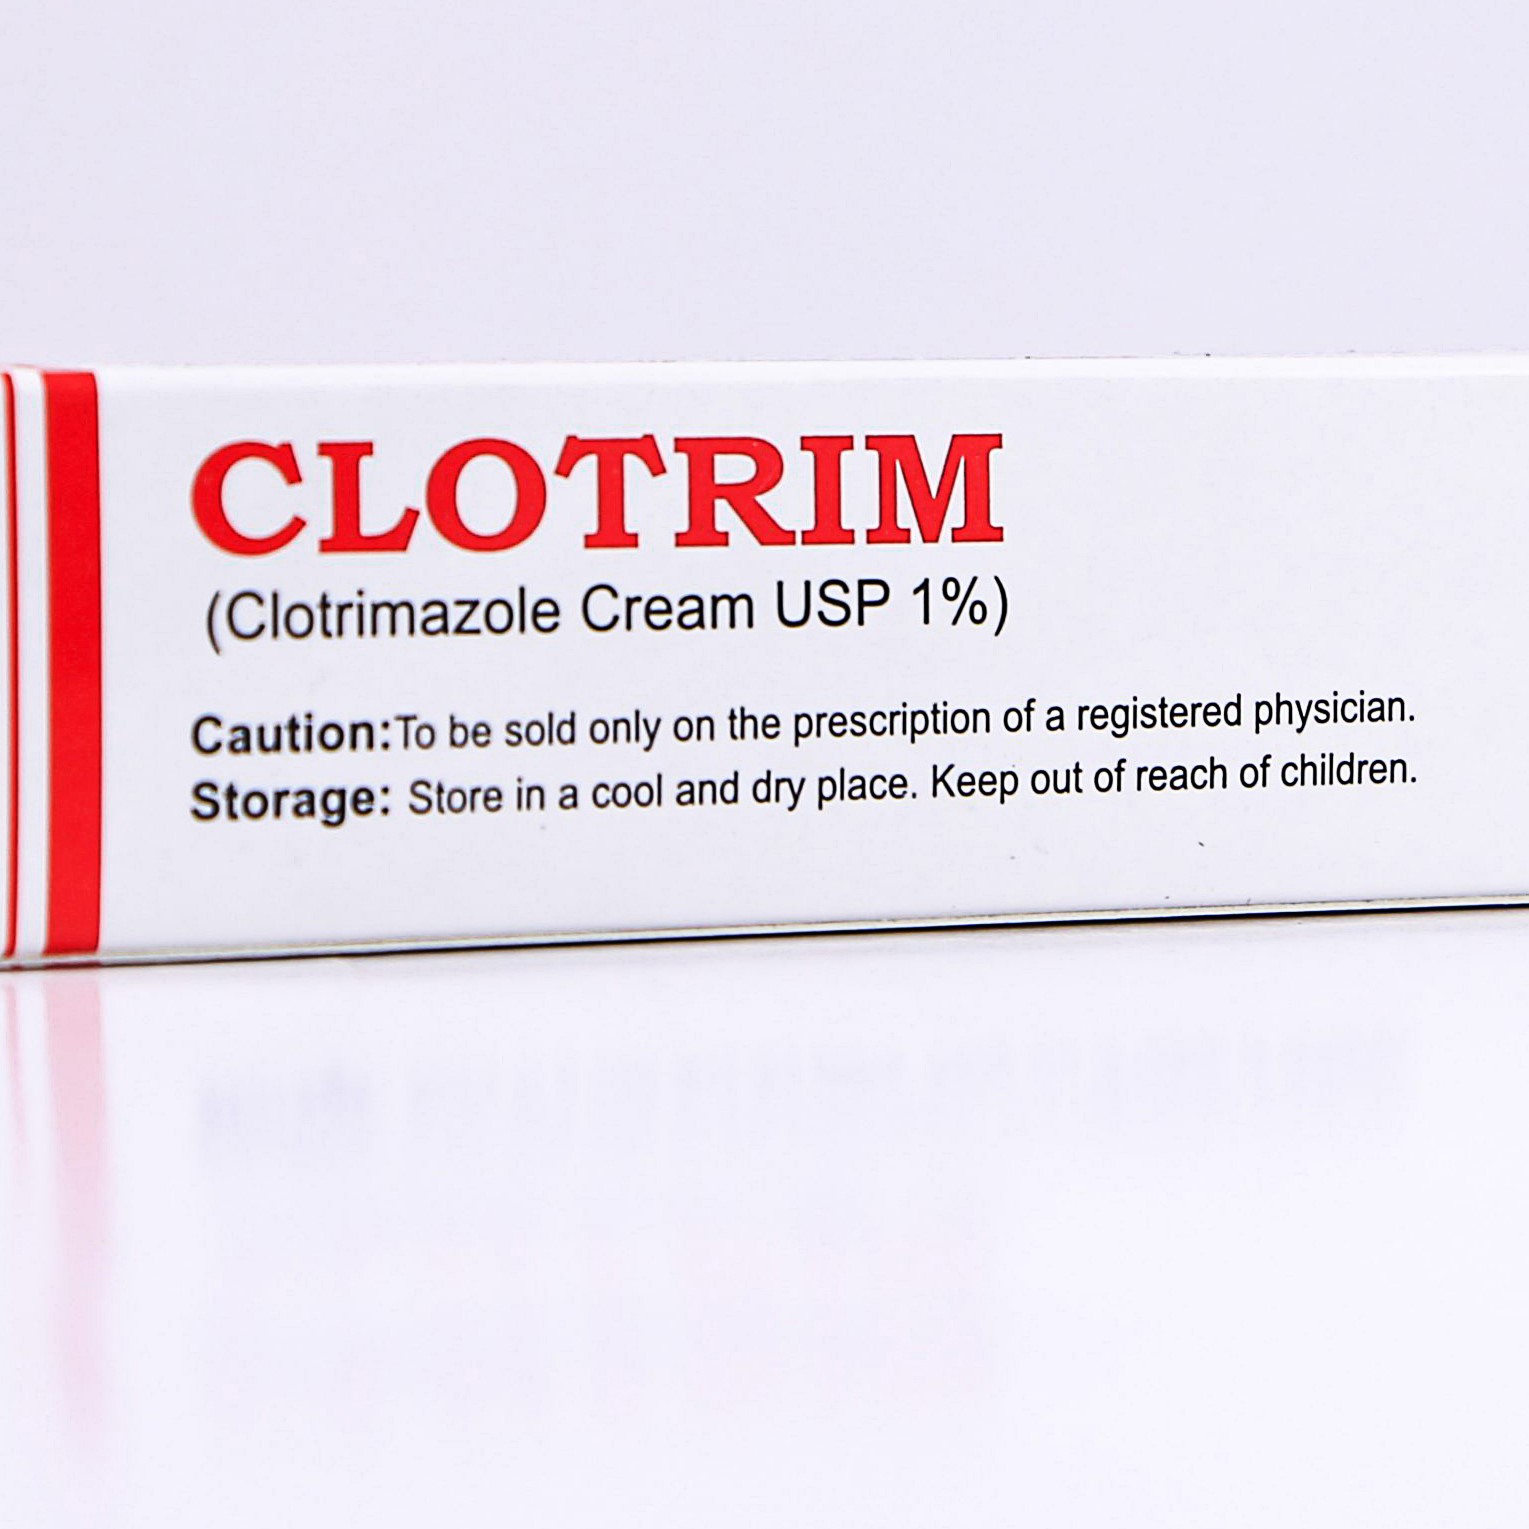 CLOTRIM
(Clotrimazole Cream USP 1%)
Caution:To be sold only on the prescription of a registered physician.
Storage: Store in a cool and dry place. Keep out of reach of children.